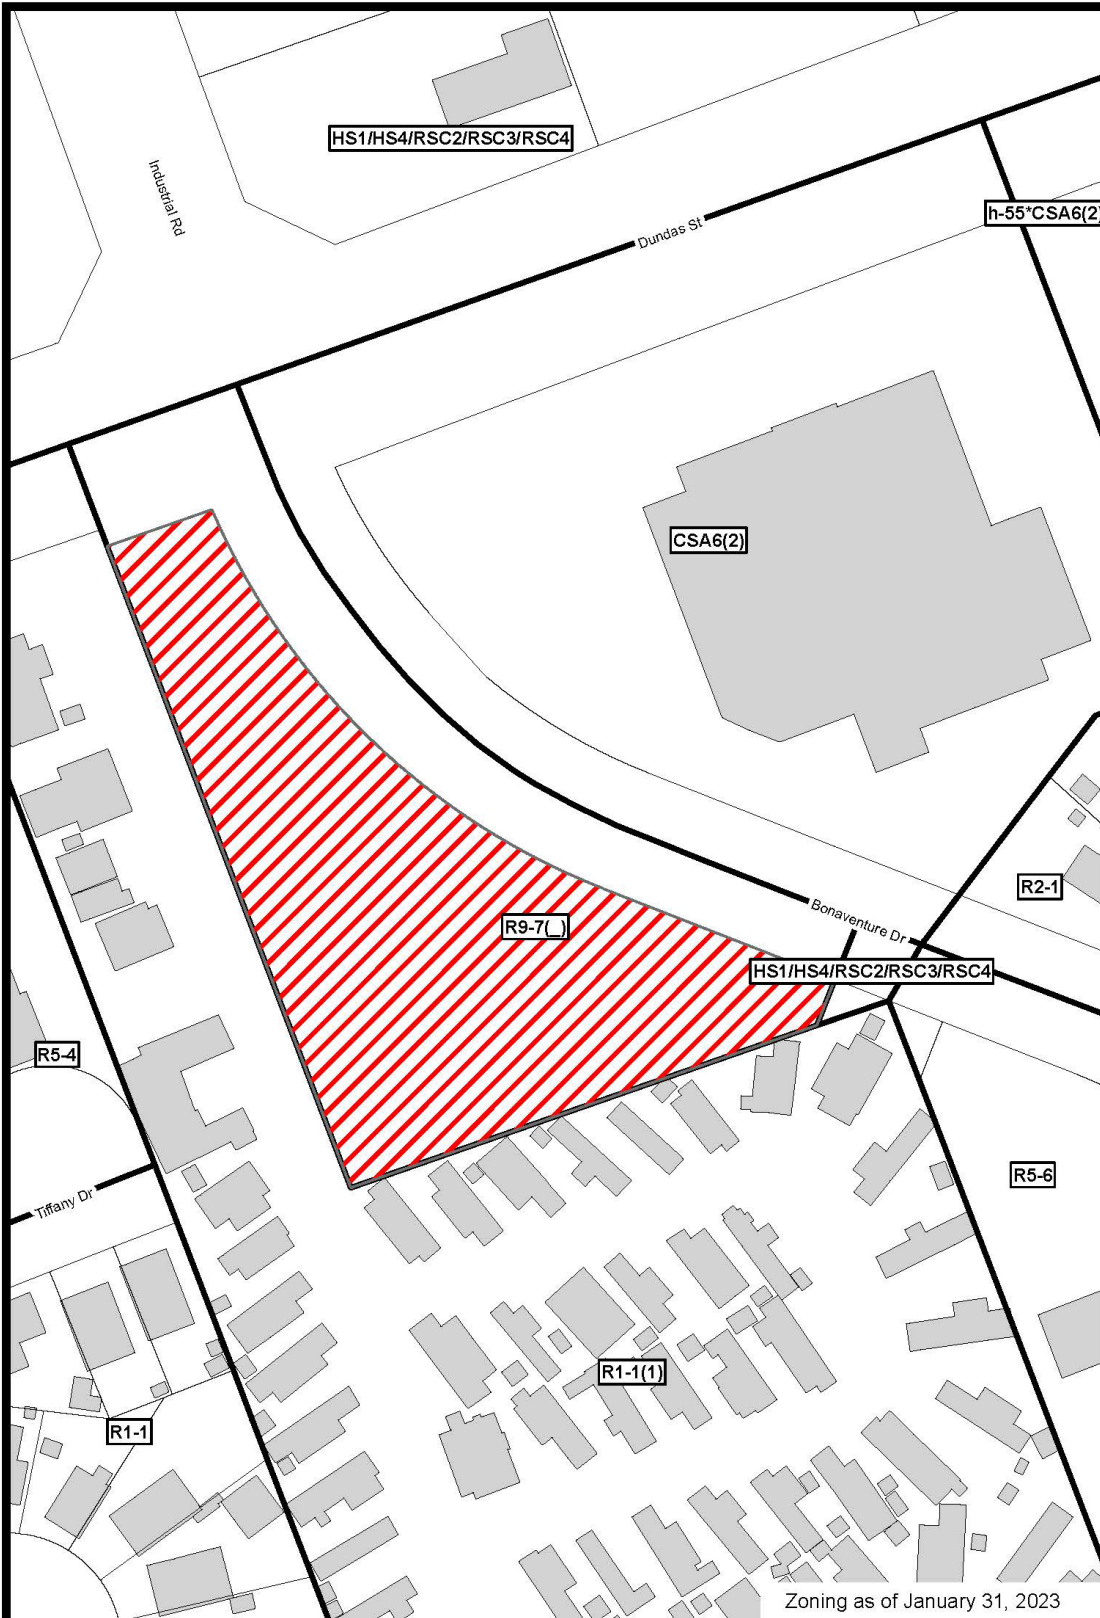 HS1/HS4/RSC2/RSC3/RSC4
Industrial Rd
h-55*CSA6(2)
Dundas St
CSA6(2)
R2-1
Bonaventure Dr
R9-7(_)
HS1/HS4/RSC2/RSC3/RSC4
R5-4
R5-6
Tiffany Dr
R1-1(1)
R1-1
Zoning as of January 31, 2023